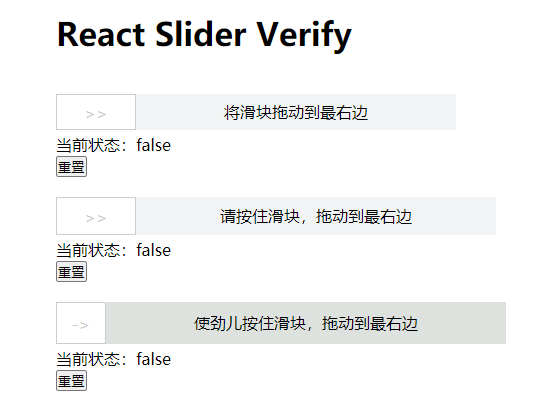 React Slider Verify
>> 将滑块拖动到最右边
当前状态：false
重置
>> 请按住滑块，拖动到最右边
当前状态：false
重置
-> 使劲儿按住滑块，拖动到最右边
当前状态：false
重置